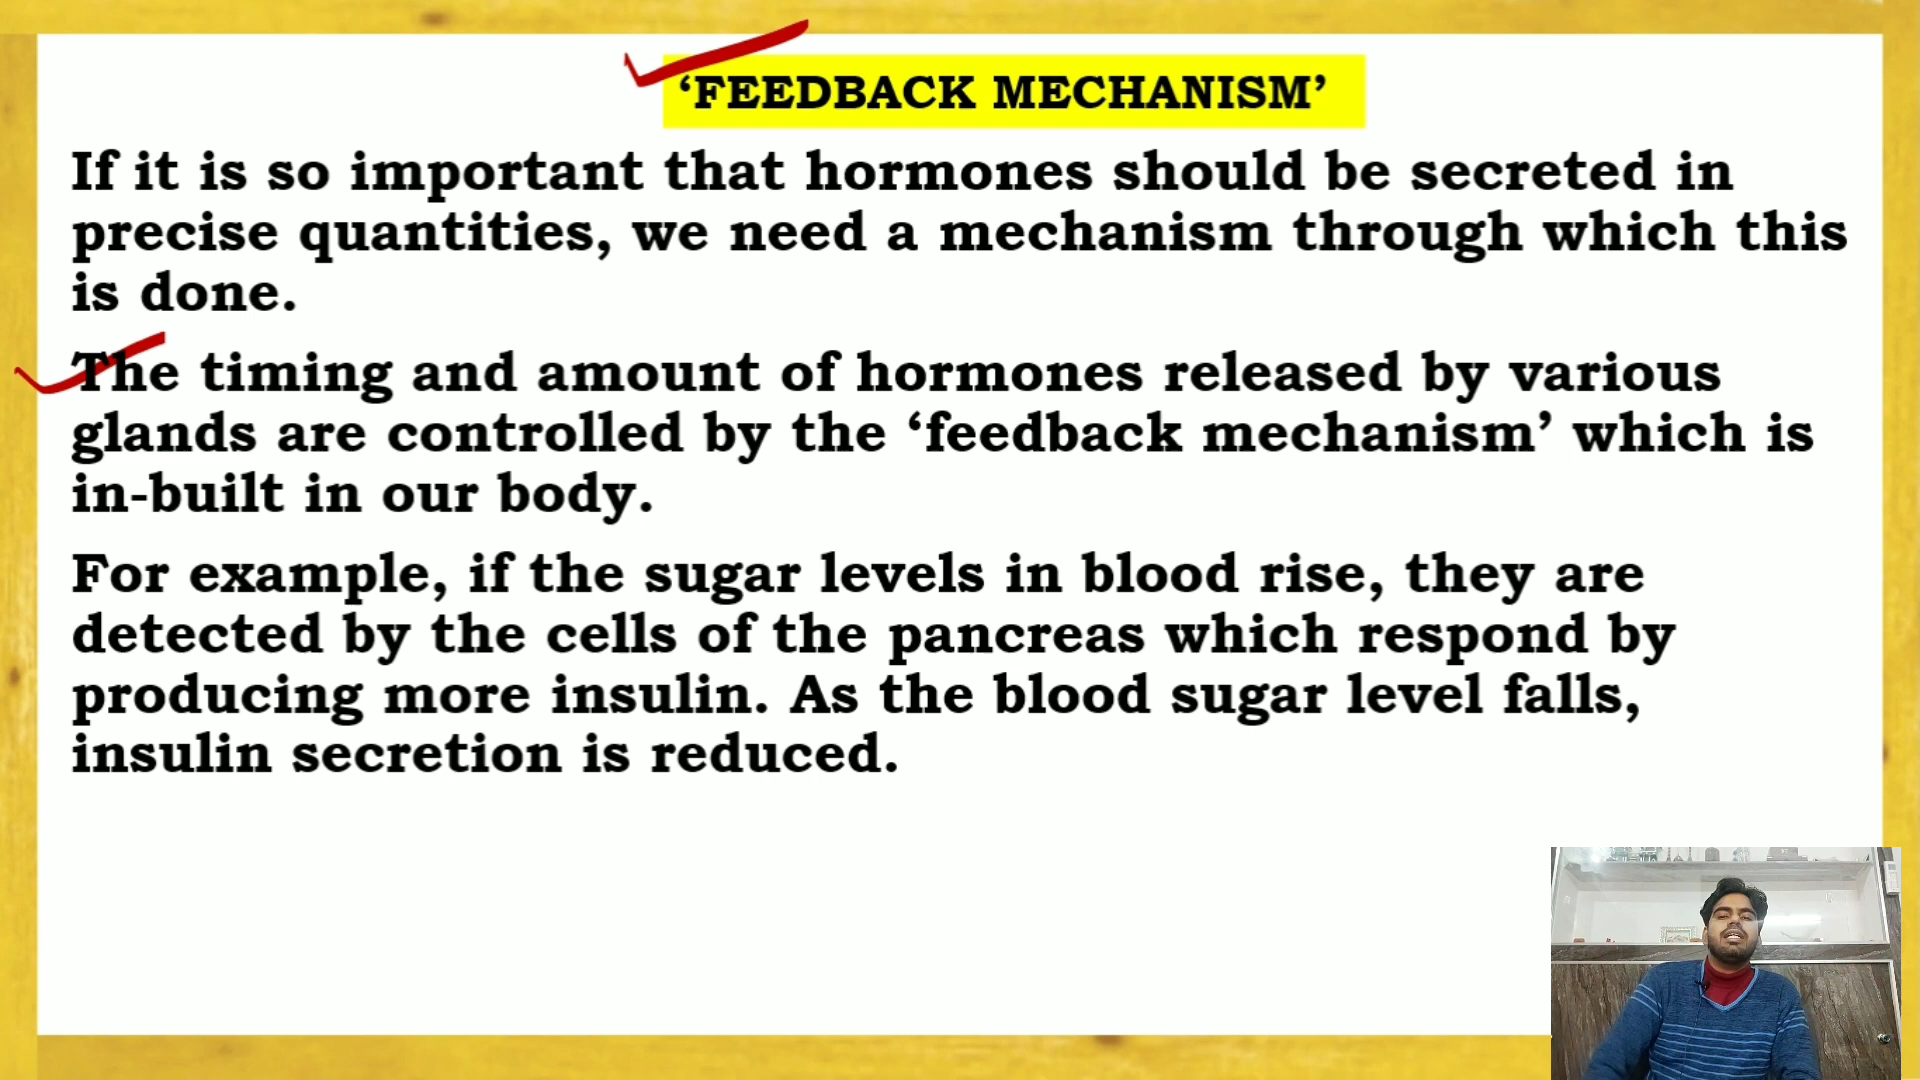 ‘FEEDBACK MECHANISM’
If it is so important that hormones should be secreted in
precise quantities, we need a mechanism through which this
is done.
The timing and amount of hormones released by various
glands are controlled by the ‘feedback mechanism’ which is
in-built in our body.
For example, if the sugar levels in blood rise, they are
detected by the cells of the pancreas which respond by
producing more insulin. As the blood sugar level falls,
insulin secretion is reduced.